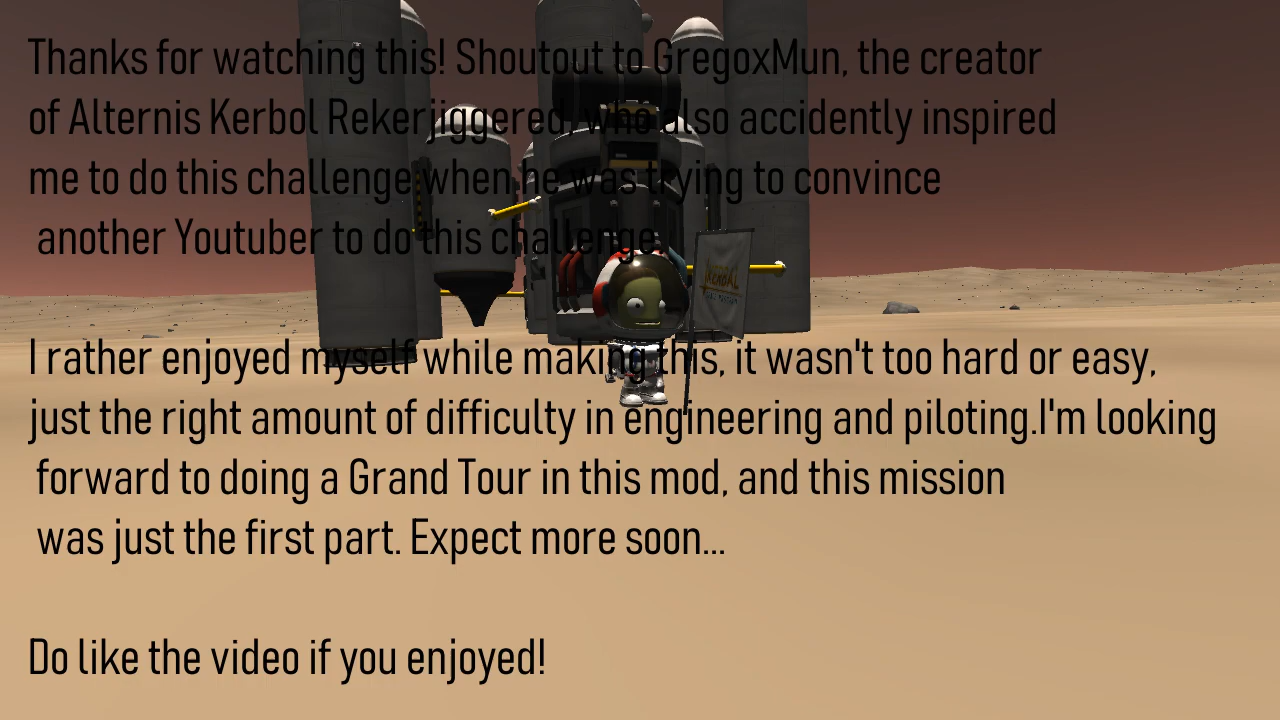 Thanks for watching this! Shoutout to GregoxMun, the creator
of Alternis Kerbol Rekerjiggered, who also accidently inspired
me to do this challenge when he was trying to convince
another Youtuber to do this challenge.
KERBAL
I rather enjoyed myself while making this, it wasn't too hard or easy,
just the right amount of difficulty in engineering and piloting.I'm looking
forward to doing a Grand Tour in this mod, and this mission
was just the first part. Expect more soon...
Do like the video if you enjoyed!